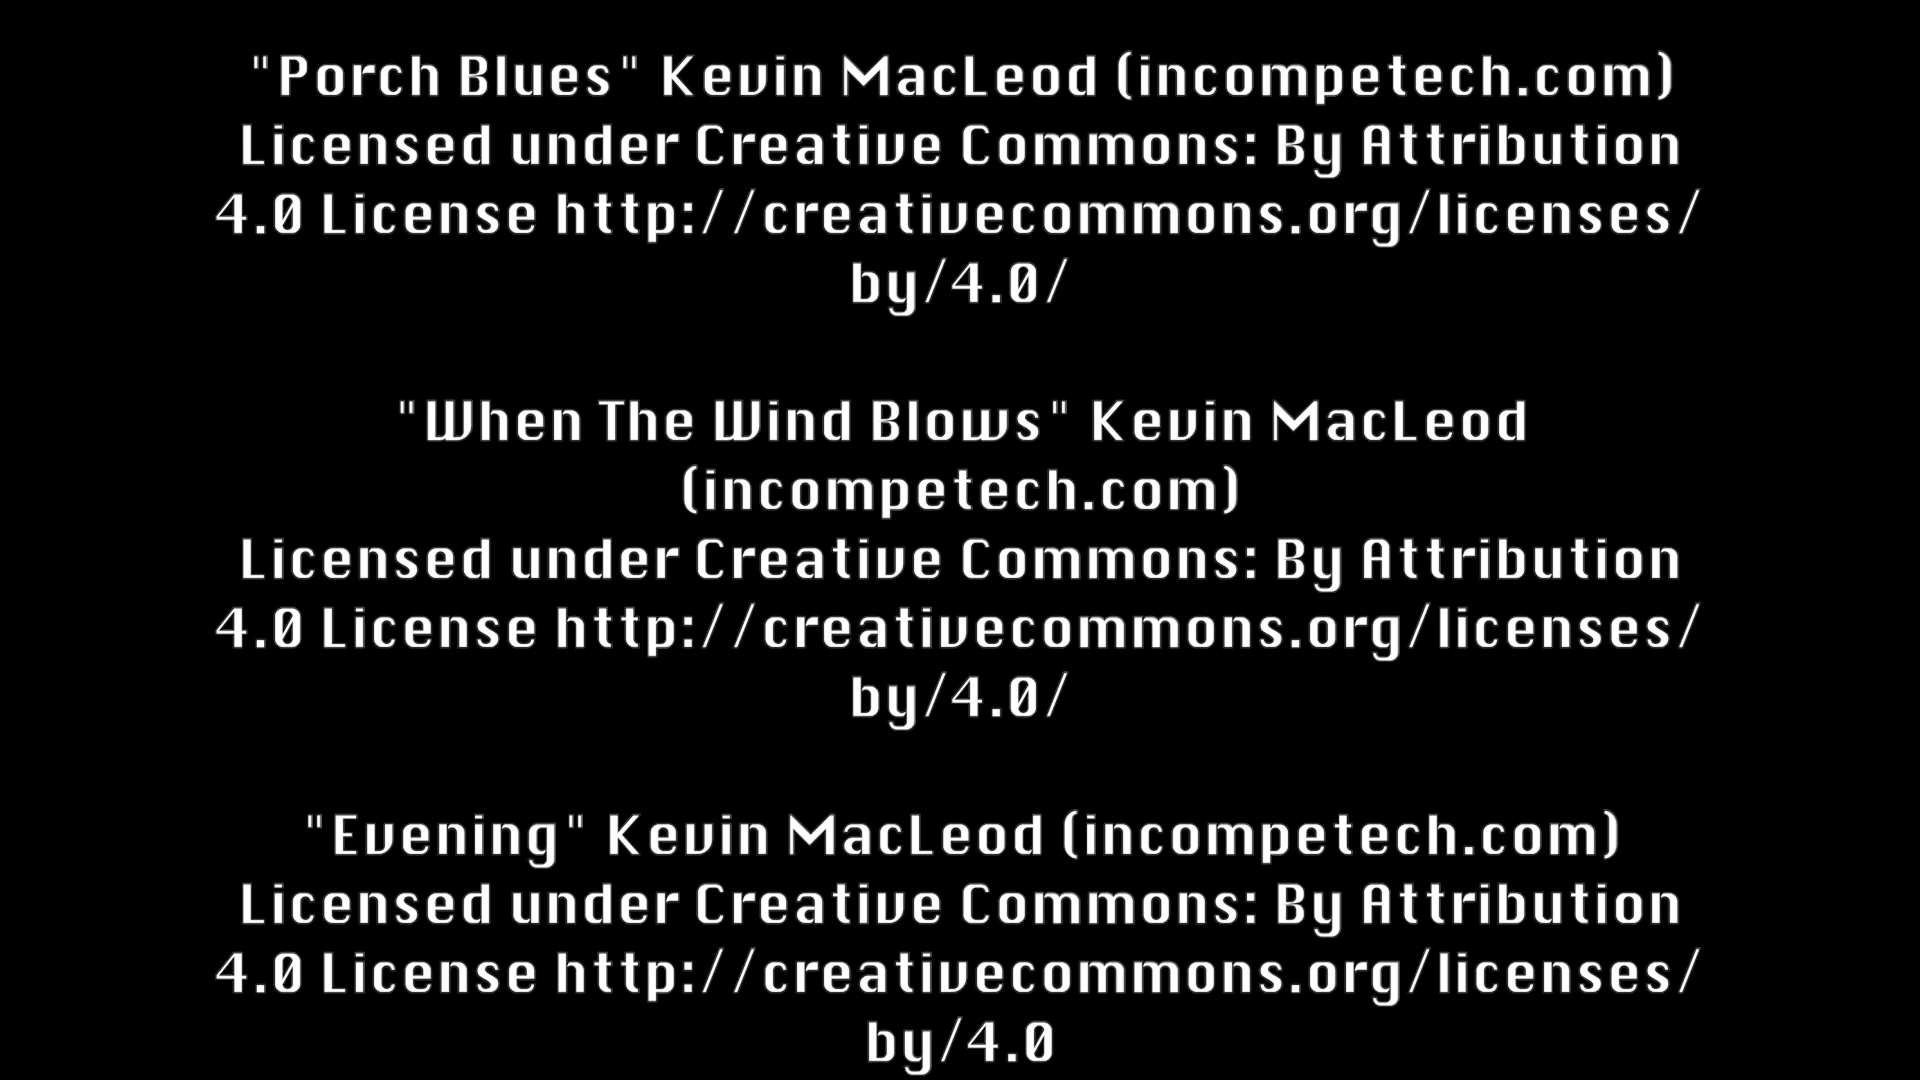 "Porch Blues" Kevin MacLeod (incompetech.com)
Licensed under Creative Commons: By Attribution
4.0 License http://creativecommons.org/licenses/
by/4.0/
"When The Wind Blows" Kevin MacLeod
(incompetech.com)
Licensed under Creative Commons: By Attribution
4.0 License http://creativecommons.org/licenses/
by/4.0/
"Evening" Kevin MacLeod (incompetech.com)
Licensed under Creative Commons: By Attribution
4.0 License http://creativecommons.org/licenses/
by/4.0